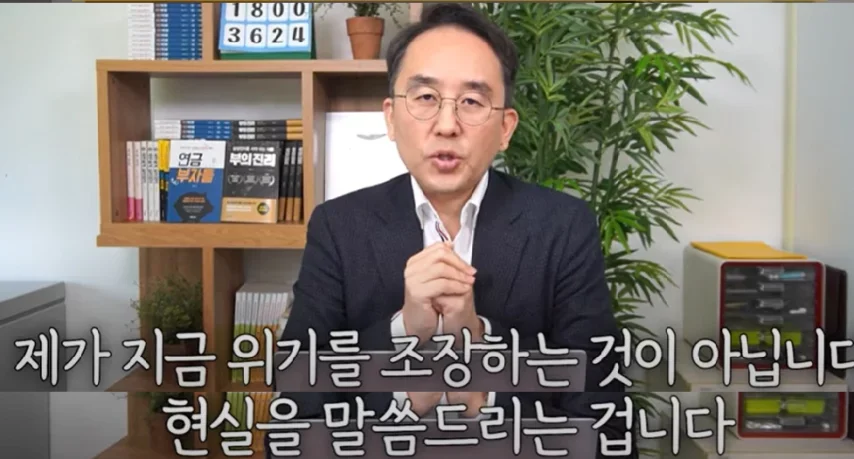 1800
3624
연금
부자들
부의 진리
제가 지금 위기를 조장하는 것이 아닙니다
현실을 말씀드리는 겁니다